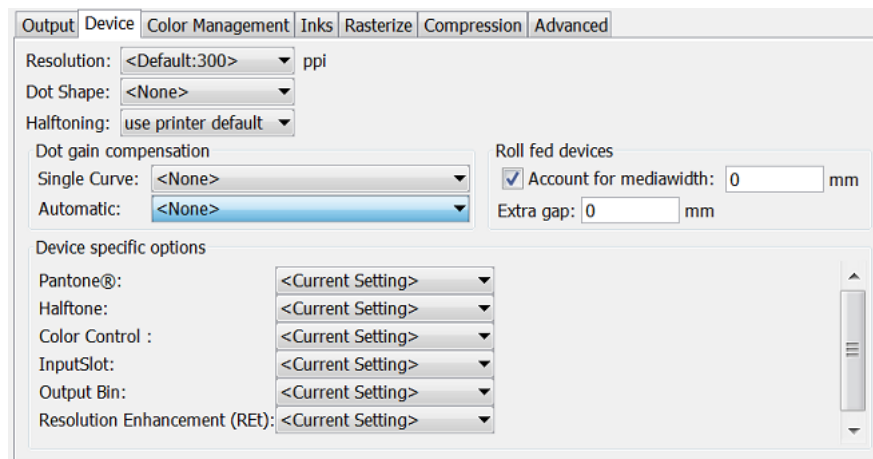 Output Device Color Management Inks Rasterize Compression Advanced
Resolution: <Default:300> ppi
Dot Shape: <None>
Halftoning: use printer default
Dot gain compensation
Single Curve: <None>
Automatic: <None>
Roll fed devices
Account for mediawidth: 0 mm
Extra gap: 0 mm
Device specific options
Pantone®: <Current Setting>
Halftone: <Current Setting>
Color Control : <Current Setting>
InputSlot: <Current Setting>
Output Bin: <Current Setting>
Resolution Enhancement (REt): <Current Setting>